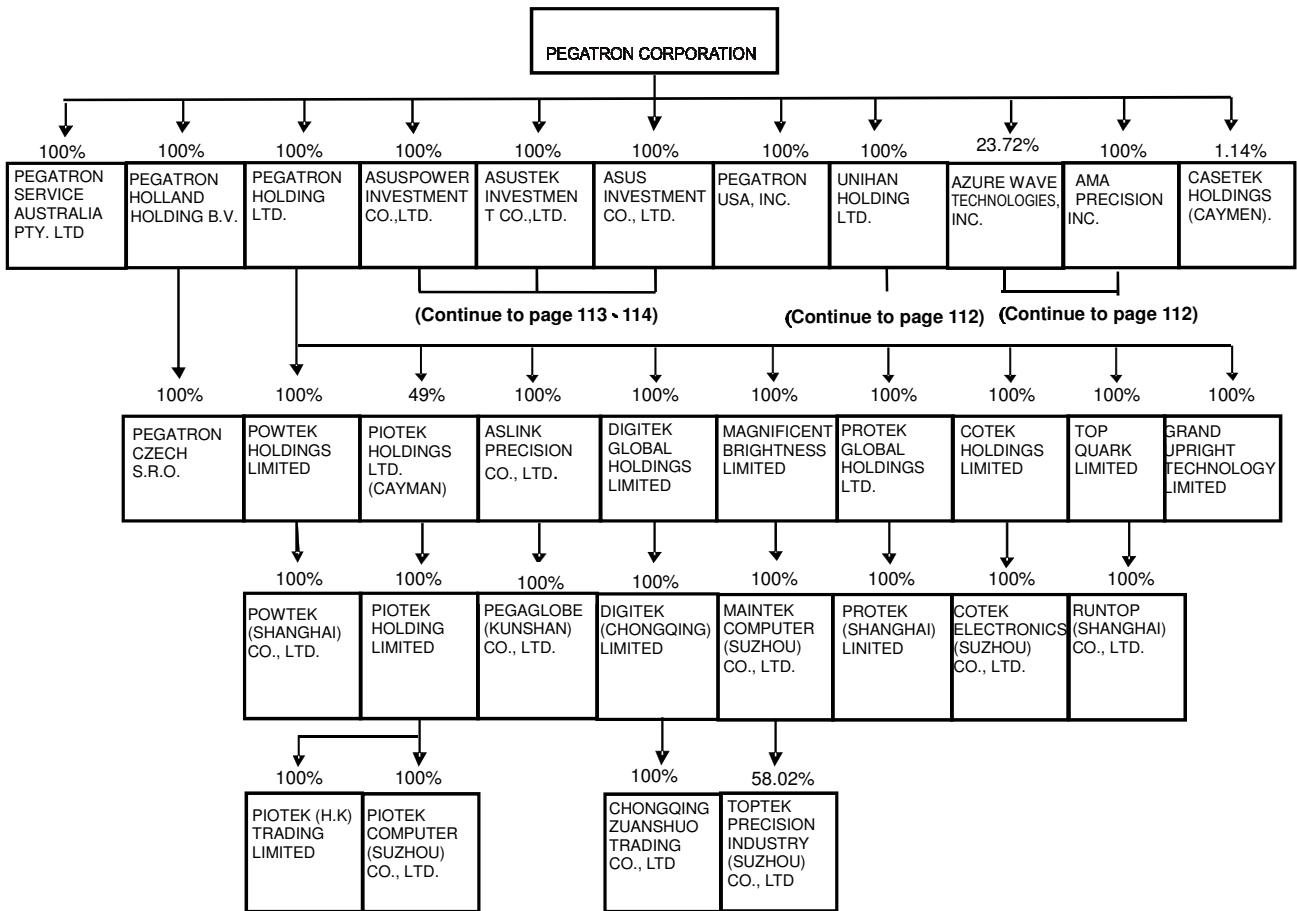 PEGATRON CORPORATION
100%
100%
100%
100%
100%
100%
100%
100%
23.72%
100%
1.14%
PEGATRON
SERVICE
AUSTRALIA
PTY. LTD
PEGATRON
HOLLAND
HOLDING B.V.
PEGATRON
HOLDING
LTD.
ASUSPOWER
INVESTMENT
CO.,LTD.
ASUSTEK
INVESTMEN
T CO.,LTD.
ASUS
INVESTMENT
CO., LTD.
PEGATRON
USA, INC.
UNIHAN
HOLDING
LTD.
AZURE WAVE
TECHNOLOGIES,
INC.
AMA
PRECISION
INC.
CASETEK
HOLDINGS
(CAYMEN).
(Continue to page 113、114)
(Continue to page 112)
(Continue to page 112)
100%
100%
49%
100%
100%
100%
100%
100%
100%
100%
PEGATRON
CZECH
S.R.O.
POWTEK
HOLDINGS
LIMITED
PIOTEK
HOLDINGS
LTD.
(CAYMAN)
ASLINK
PRECISION
CO., LTD.
DIGITEK
GLOBAL
HOLDINGS
LIMITED
MAGNIFICENT
BRIGHTNESS
LIMITED
PROTEK
GLOBAL
HOLDINGS
LTD.
COTEK
HOLDINGS
LIMITED
TOP
QUARK
LIMITED
GRAND
UPRIGHT
TECHNOLOGY
LIMITED
100%
100%
100%
100%
100%
100%
100%
100%
POWTEK
(SHANGHAI)
CO., LTD.
PIOTEK
HOLDING
LIMITED
PEGAGLOBE
(KUNSHAN)
CO., LTD.
DIGITEK
(CHONGQING)
LIMITED
MAINTEK
COMPUTER
(SUZHOU)
CO., LTD.
PROTEK
(SHANGHAI)
LINITED
COTEK
ELECTRONICS
(SUZHOU)
CO., LTD.
RUNTOP
(SHANGHAI)
CO., LTD.
100%
100%
100%
58.02%
PIOTEK (H.K)
TRADING
LIMITED
PIOTEK
COMPUTER
(SUZHOU)
CO., LTD.
CHONGQING
ZUANSHUO
TRADING
CO., LTD
TOPTEK
PRECISION
INDUSTRY
(SUZHOU)
CO., LTD